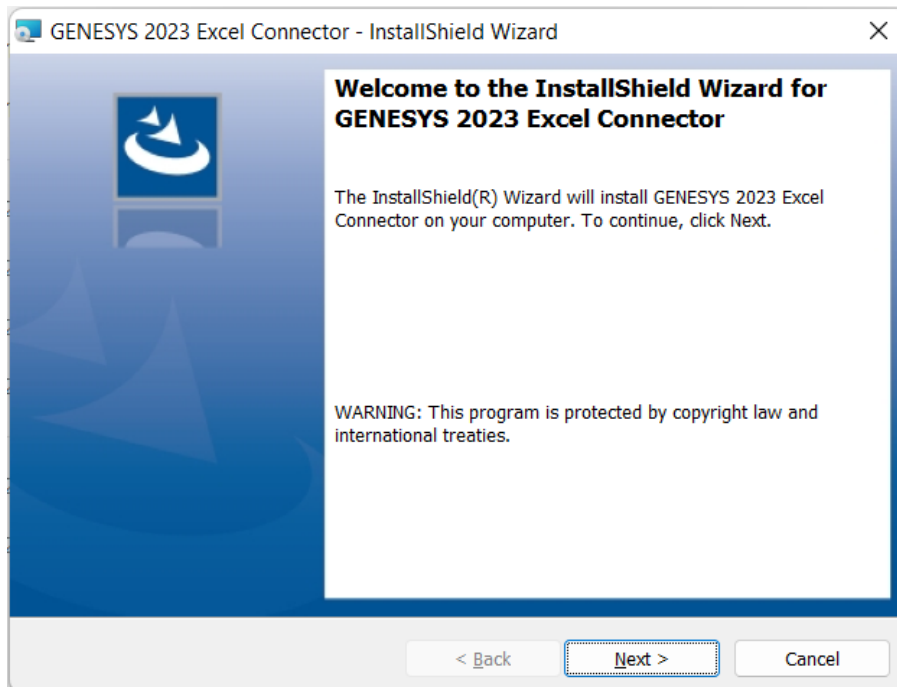 GENESYS 2023 Excel Connector - InstallShield Wizard
Welcome to the InstallShield Wizard for
GENESYS 2023 Excel Connector
The InstallShield(R) Wizard will install GENESYS 2023 Excel
Connector on your computer. To continue, click Next.
WARNING: This program is protected by copyright law and
international treaties.
< Back
Next >
Cancel